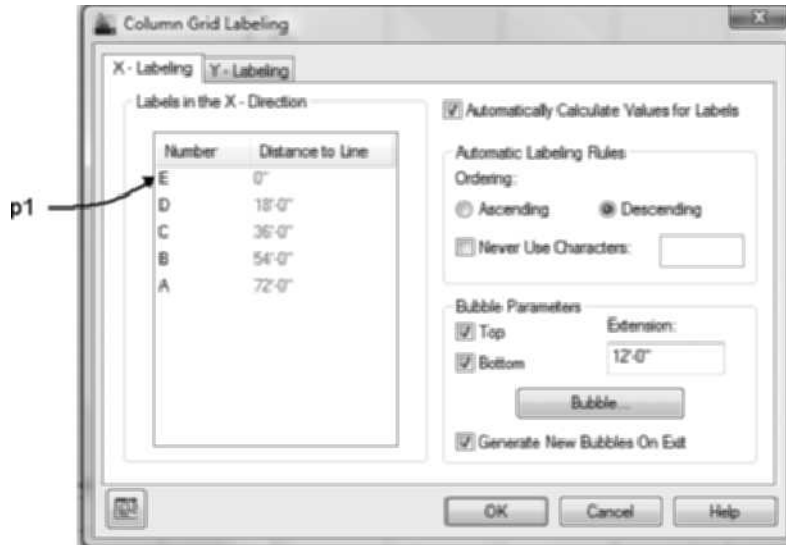 Column Grid Labeling
X - Labeling Y - Labeling
Labels in the X - Direction
Number Distance to Line
E 0"
D 18'-0"
C 36'-0"
B 54'-0"
A 72'-0"
p1
Automatically Calculate Values for Labels
Automatic Labeling Rules
Ordering:
Ascending Descending
Never Use Characters:
Bubble Parameters
Top
Bottom
Extension:
12'-0"
Bubble...
Generate New Bubbles On Exit
OK Cancel Help